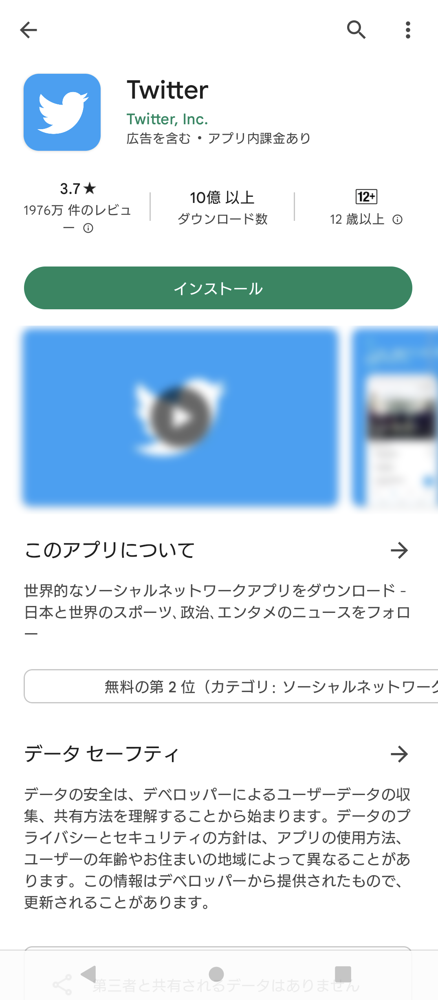 Twitter
Twitter, Inc.
広告を含む • アプリ内課金あり
3.7★
1976万 件のレビュ
ー
10億 以上
ダウンロード数
12+
12 歳以上
インストール
このアプリについて
世界的なソーシャルネットワークアプリをダウンロード -
日本と世界のスポーツ､政治､エンタメのニュースをフォロ
ー
無料の第 2 位（カテゴリ: ソーシャルネットワーク
データ セーフティ
データの安全は、デベロッパーによるユーザーデータの収
集、共有方法を理解することから始まります。データのプ
ライバシーとセキュリティの方針は、アプリの使用方法、
ユーザーの年齢やお住まいの地域によって異なることがあ
ります。この情報はデベロッパーから提供されたもので、
更新されることがあります。
第三者と共有されるデータはありません